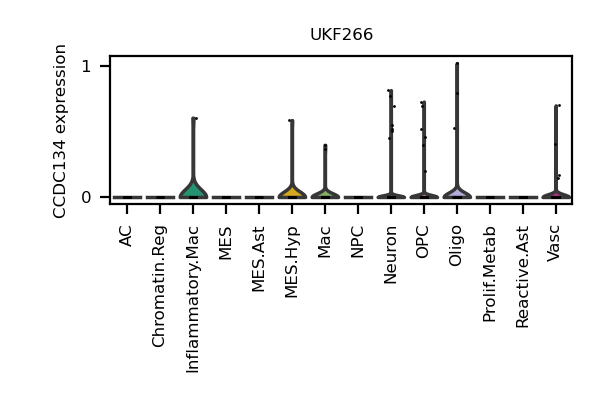 UKF266
CCDC134 expression
1
0
AC
Chromatin.Reg
Inflammatory.Mac
MES
MES.Ast
MES.Hyp
Mac
NPC
Neuron
OPC
Oligo
Prolif.Metab
Reactive.Ast
Vasc